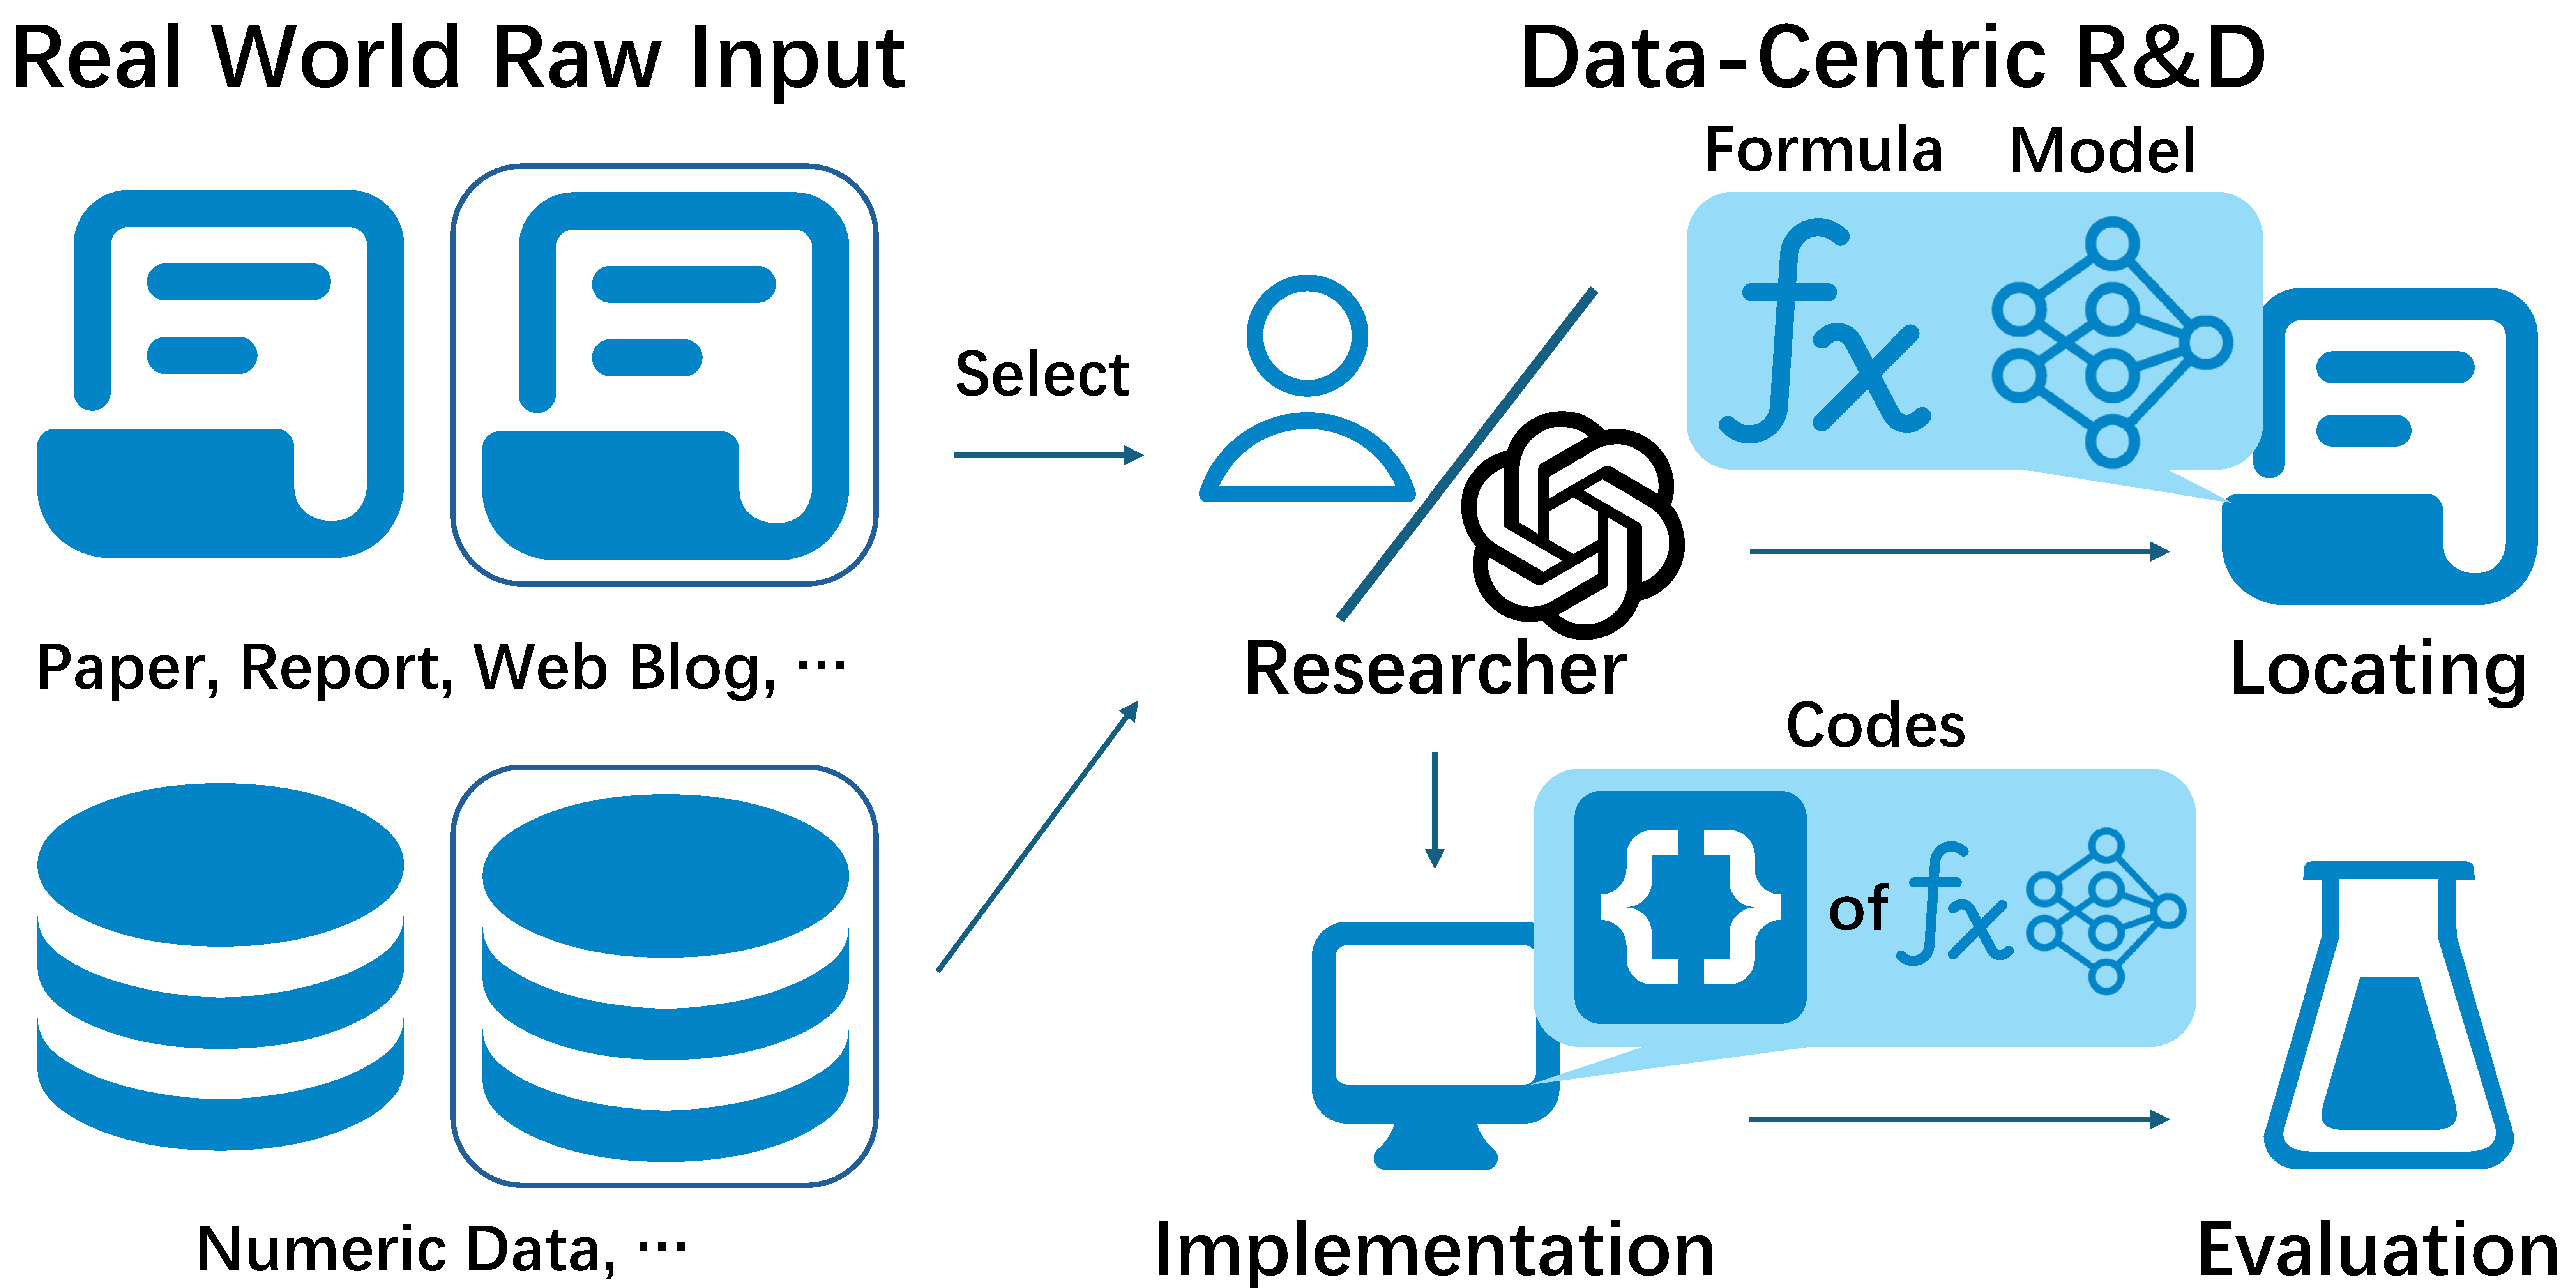 Real World Raw Input
Data-Centric R&D
Formula
Model
fx
Select
Paper, Report, Web Blog, ···
Researcher
Locating
Codes
{} of fx
Numeric Data, ···
Implementation
Evaluation